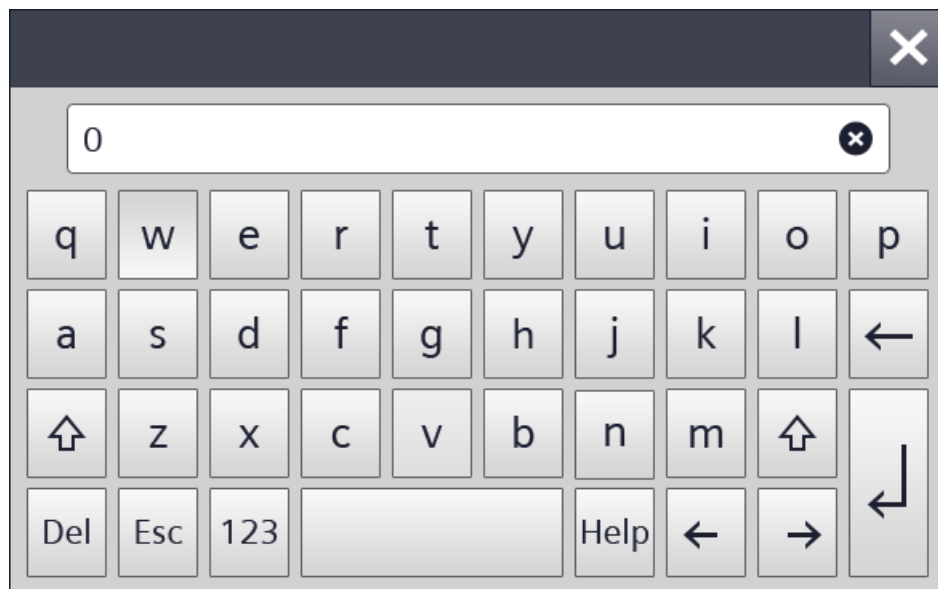 0
q w e r t y u i o p
a s d f g h j k l
z x c v b n m
Del Esc 123 Help